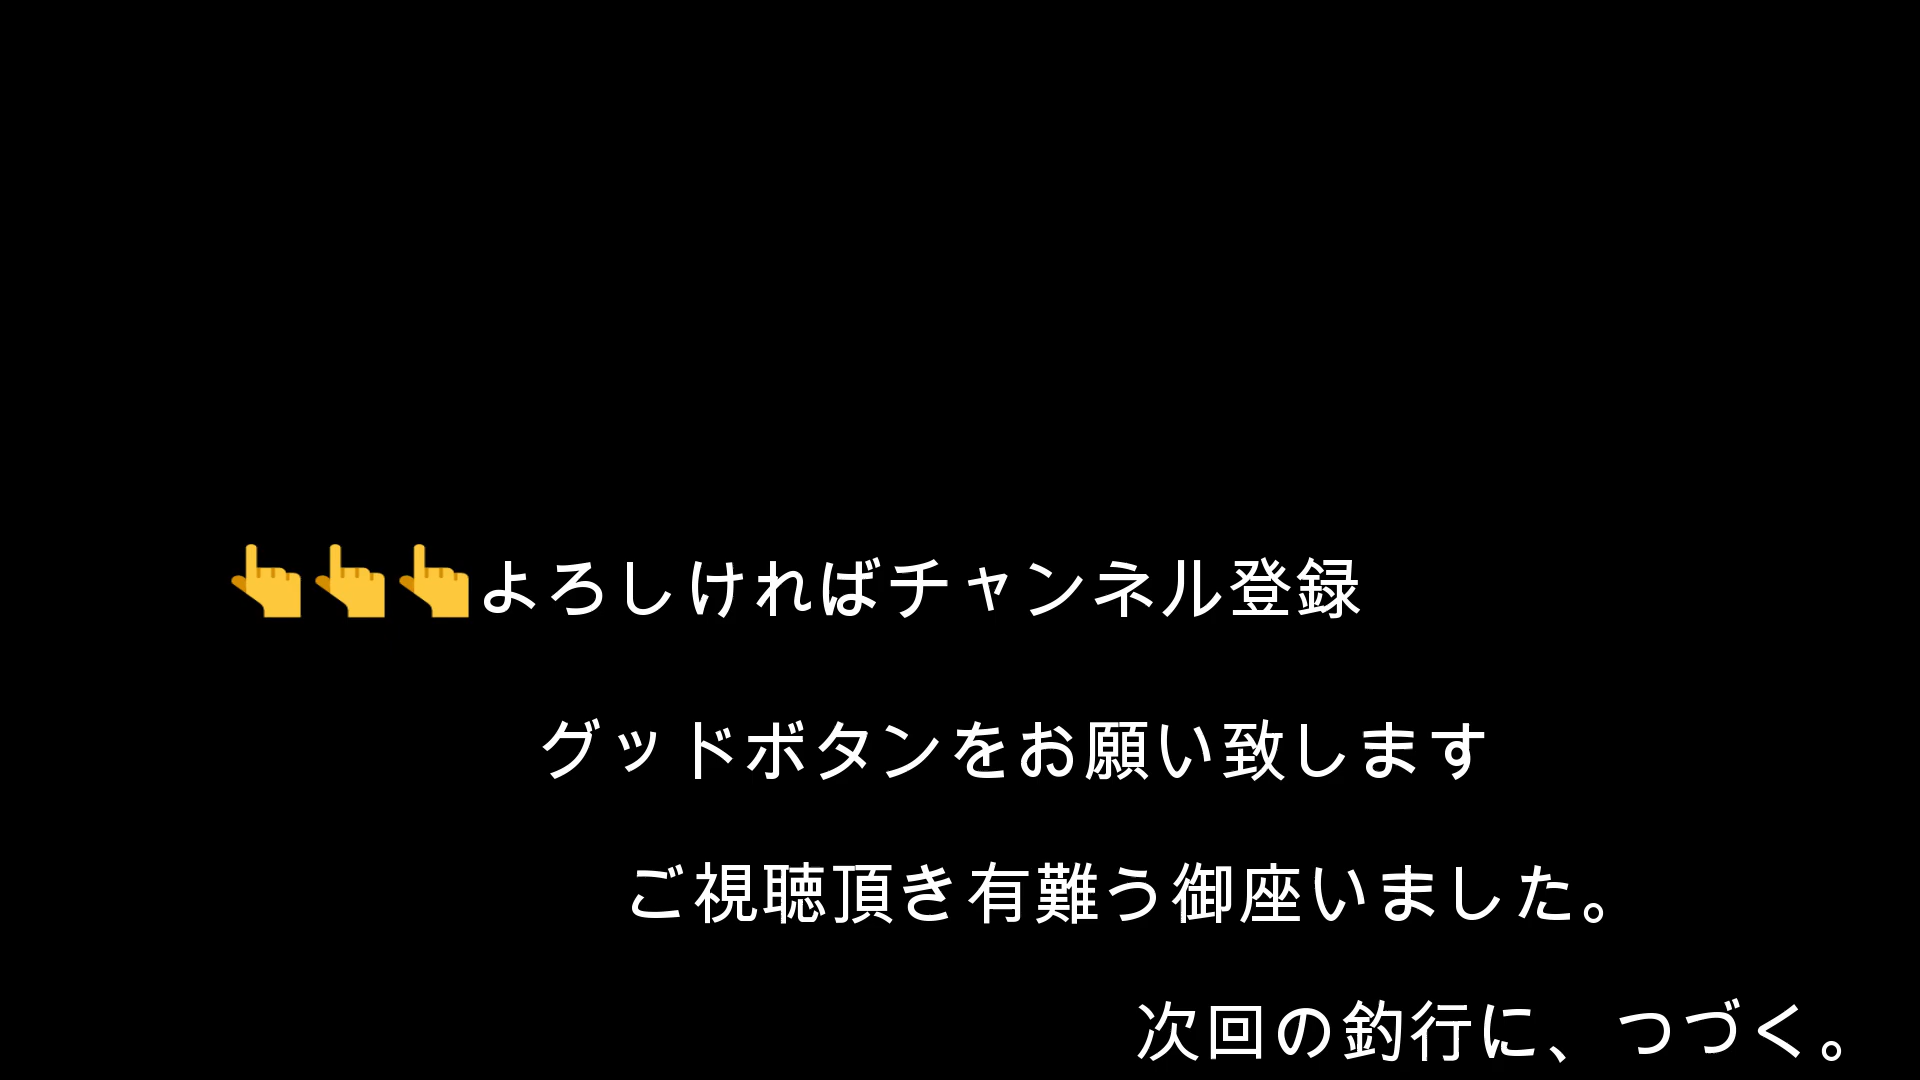 👆👆👆よろしければチャンネル登録
グッドボタンをお願い致します
ご視聴頂き有難う御座いました。
次回の釣行に、つづく。